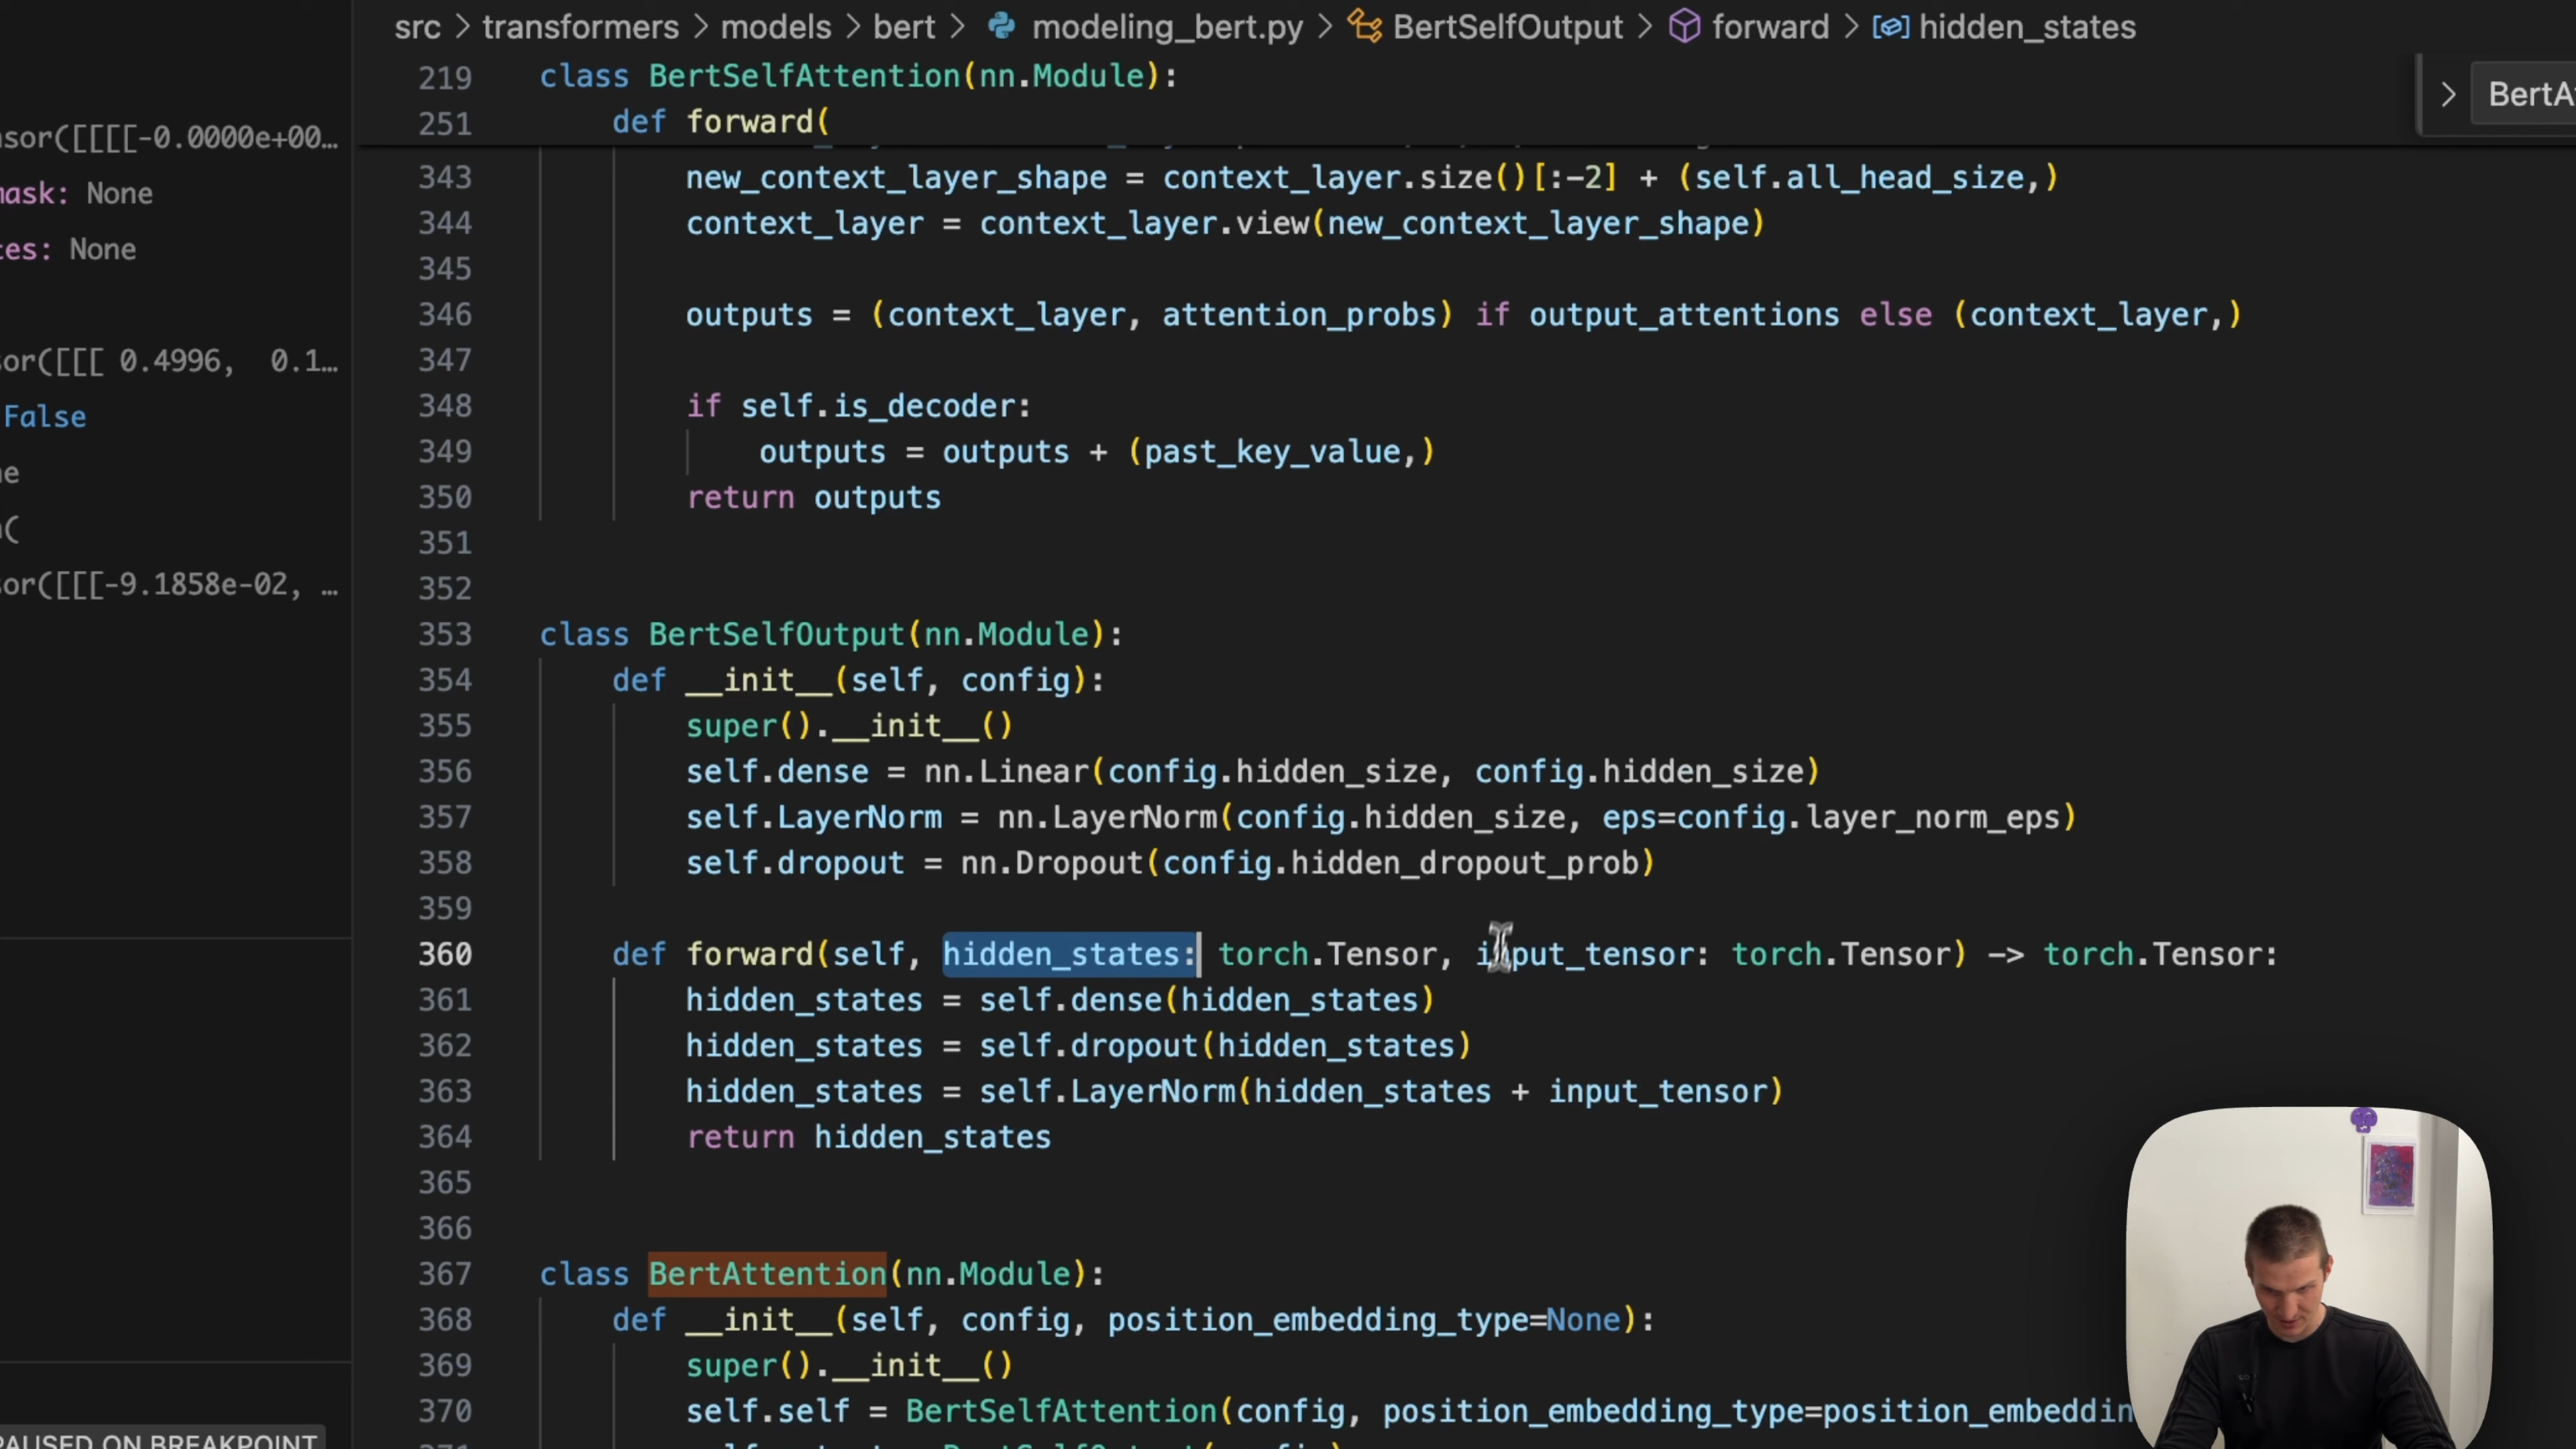 src > transformers > models > bert > modeling_bert.py > BertSelfOutput > forward > hidden_states
219 class BertSelfAttention(nn.Module):
251 def forward(
BertA
sor([[[[-0.0000e+00…
mask: None
None
sor([[[ 0.4996, 0.1…
False
sor([[[-9.1858e-02, …
343 new_context_layer_shape = context_layer.size()[:-2] + (self.all_head_size,)
344 context_layer = context_layer.view(new_context_layer_shape)
345
346 outputs = (context_layer, attention_probs) if output_attentions else (context_layer,)
347
348 if self.is_decoder:
349 outputs = outputs + (past_key_value,)
350 return outputs
351
352
353 class BertSelfOutput(nn.Module):
354 def __init__(self, config):
355 super().__init__()
356 self.dense = nn.Linear(config.hidden_size, config.hidden_size)
357 self.LayerNorm = nn.LayerNorm(config.hidden_size, eps=config.layer_norm_eps)
358 self.dropout = nn.Dropout(config.hidden_dropout_prob)
359
360 def forward(self, hidden_states: torch.Tensor, input_tensor: torch.Tensor) -> torch.Tensor:
361 hidden_states = self.dense(hidden_states)
362 hidden_states = self.dropout(hidden_states)
363 hidden_states = self.LayerNorm(hidden_states + input_tensor)
364 return hidden_states
365
366
367 class BertAttention(nn.Module):
368 def __init__(self, config, position_embedding_type=None):
369 super().__init__()
370 self.self = BertSelfAttention(config, position_embedding_type=position_embeddin
PAUSED ON BREAKPOINT